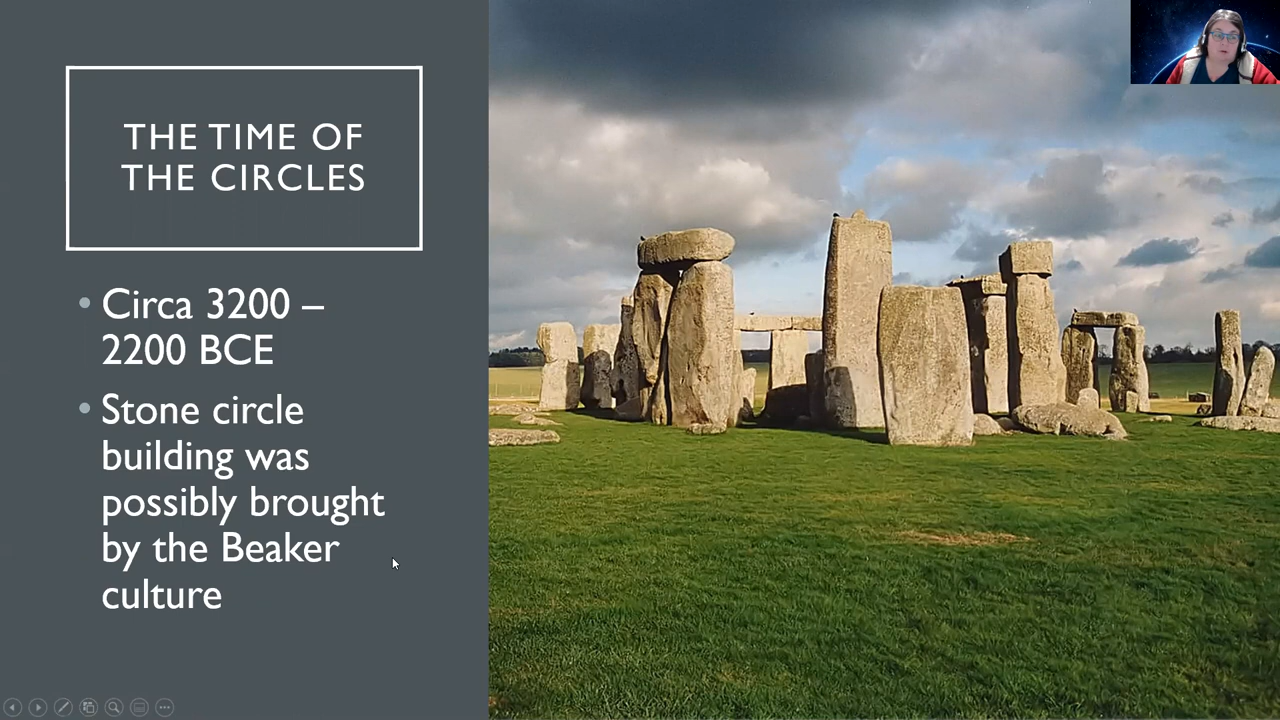 THE TIME OF
THE CIRCLES
• Circa 3200 –
2200 BCE
• Stone circle
building was
possibly brought
by the Beaker
culture